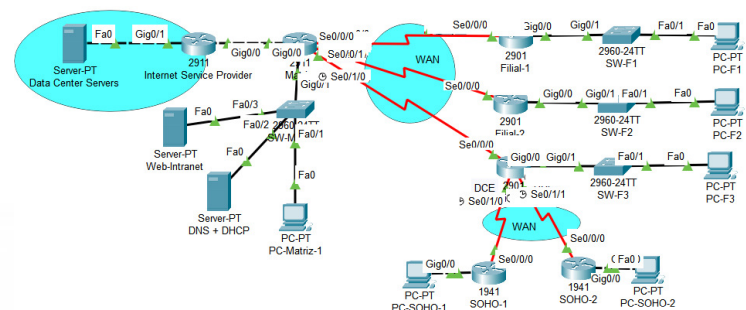 Fa0
Gig0/1
Server-PT
Data Center Servers
2911
Internet Service Provider
Gig0/0
Gig0/0
Se0/0/0
Se0/0/1
Se0/1/0
WAN
Se0/0/0
Gig0/0
Gig0/1
Fa0/1
Fa0
2901
Filial-1
2960-24TT
SW-F1
PC-PT
PC-F1
Se0/0/0
Gig0/0
Gig0/1
Fa0/1
Fa0
2901
2960-24TT
SW-F2
PC-PT
PC-F2
Fa0
Fa0/3
Fa0/2
Fa0/1
Server-PT
Web-Intranet
Fa0
Fa0
Server-PT
DNS + DHCP
PC-PT
PC-Matriz-1
Se0/0/0
Gig0/0
Gig0/1
Fa0/1
Fa0
2901
2960-24TT
SW-F3
PC-PT
PC-F3
DCE
Se0/1/0
Se0/1/1
WAN
Gig0/0
Se0/0/0
PC-PT
PC-SOHO-1
1941
SOHO-1
Se0/0/0
Gig0/0
(Fa0)
1941
SOHO-2
PC-PT
PC-SOHO-2